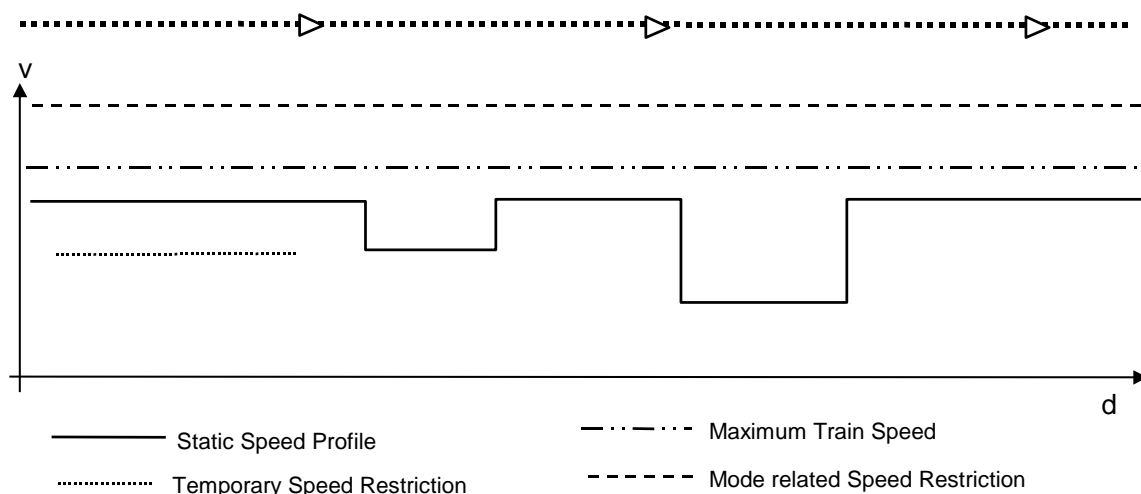 v
d
Static Speed Profile
Maximum Train Speed
Temporary Speed Restriction
Mode related Speed Restriction